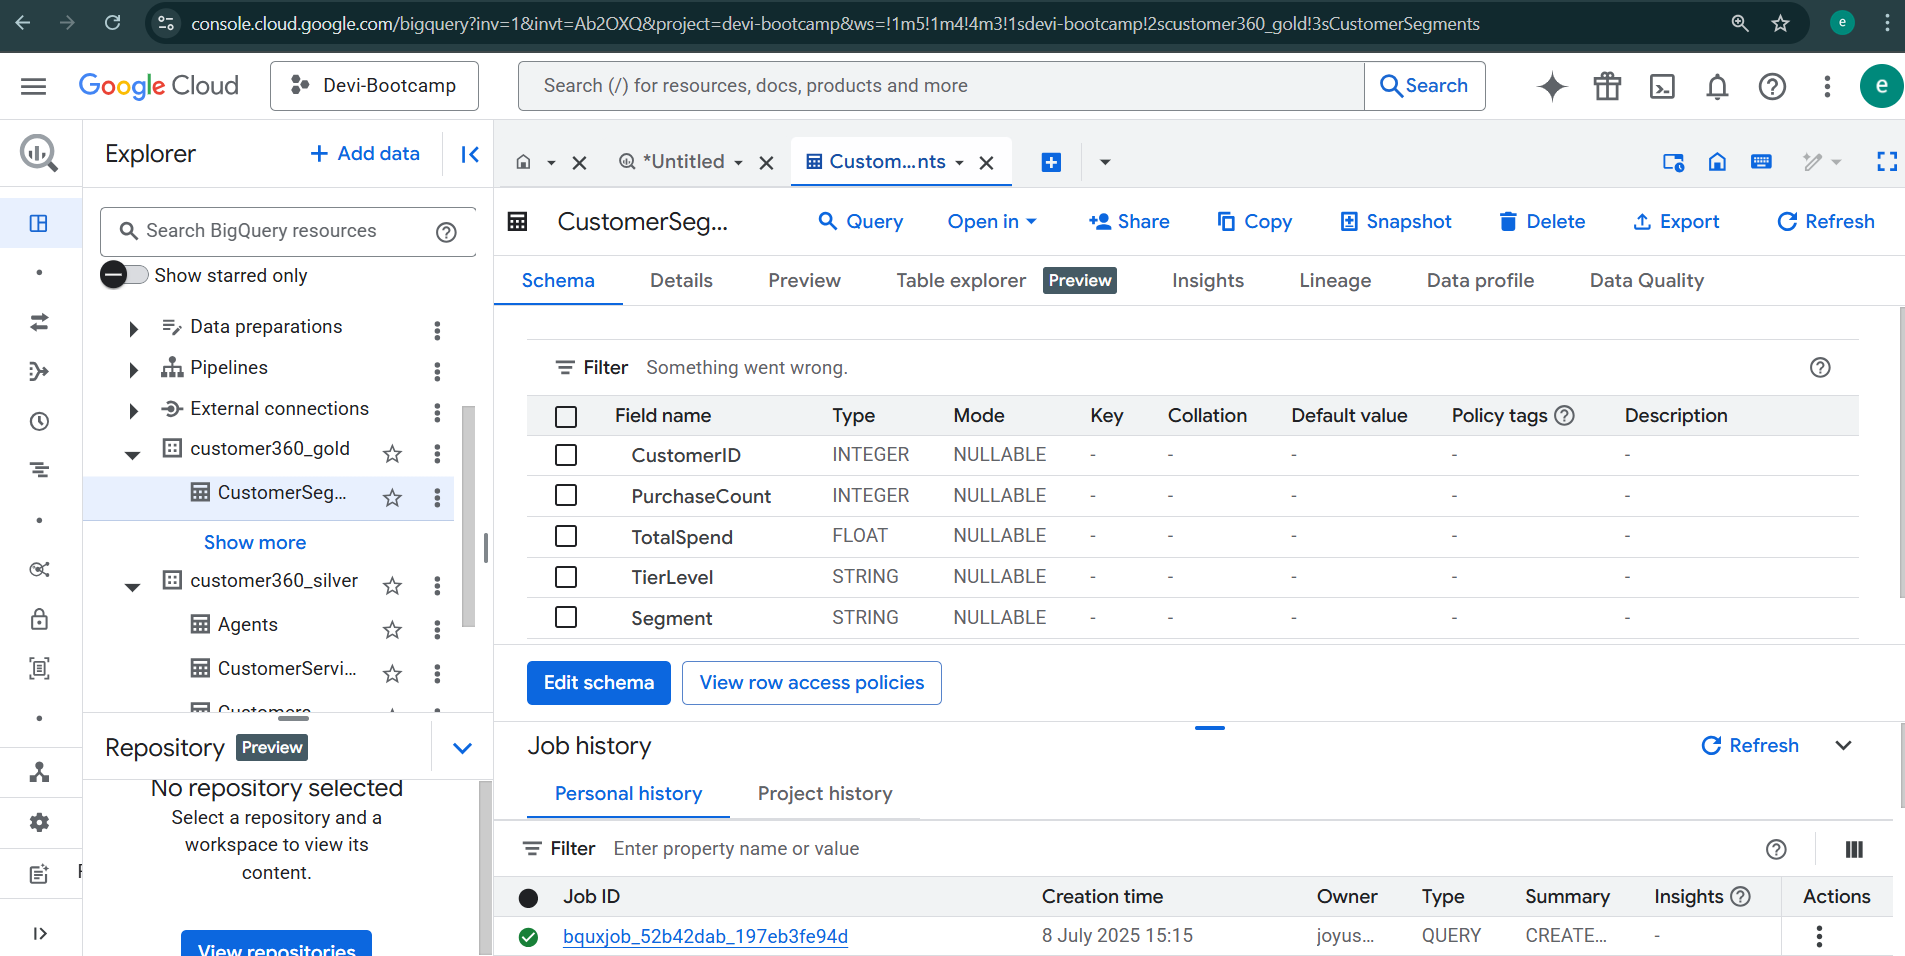 console.cloud.google.com/bigquery?inv=1&invt=Ab2OXQ&project=devi-bootcamp&ws=!1m5!1m4!4m3!1sdevi-bootcamp!2scustomer360_gold!3sCustomerSegments
e
Google Cloud
Devi-Bootcamp
Search (/) for resources, docs, products and more
Search
e
Explorer
+ Add data
*Untitled
Custom...nts
Search BigQuery resources
Show starred only
Data preparations
Pipelines
External connections
customer360_gold
CustomerSeg...
Show more
customer360_silver
Agents
CustomerServi...
Customers
Repository Preview
No repository selected
Select a repository and a
workspace to view its
content.
View repositories
CustomerSeg...
Query
Open in
Share
Copy
Snapshot
Delete
Export
Refresh
Schema Details Preview Table explorer Preview Insights Lineage Data profile Data Quality
Filter Something went wrong.
Field name Type Mode Key Collation Default value Policy tags Description
CustomerID INTEGER NULLABLE - - - - -
PurchaseCount INTEGER NULLABLE - - - - -
TotalSpend FLOAT NULLABLE - - - - -
TierLevel STRING NULLABLE - - - - -
Segment STRING NULLABLE - - - - -
Edit schema View row access policies
Job history
Refresh
Personal history Project history
Filter Enter property name or value
Job ID Creation time Owner Type Summary Insights Actions
bquxjob_52b42dab_197eb3fe94d 8 July 2025 15:15 joyus... QUERY CREATE... -